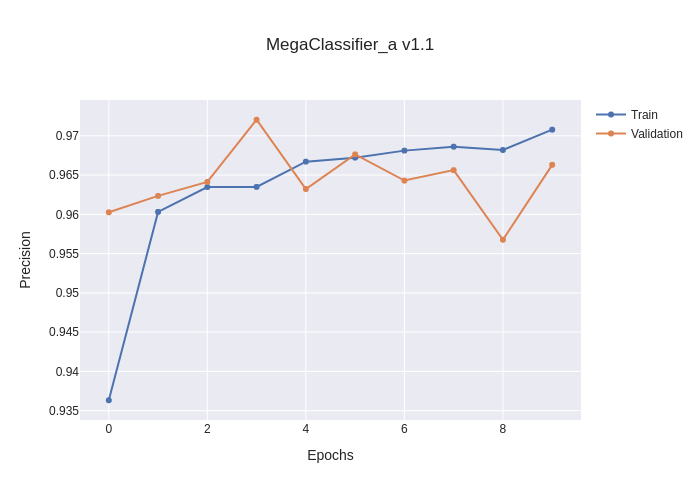 MegaClassifier_a v1.1
Train
Validation
0.97
0.965
0.96
0.955
0.95
0.945
0.94
0.935
Precision
0 2 4 6 8
Epochs